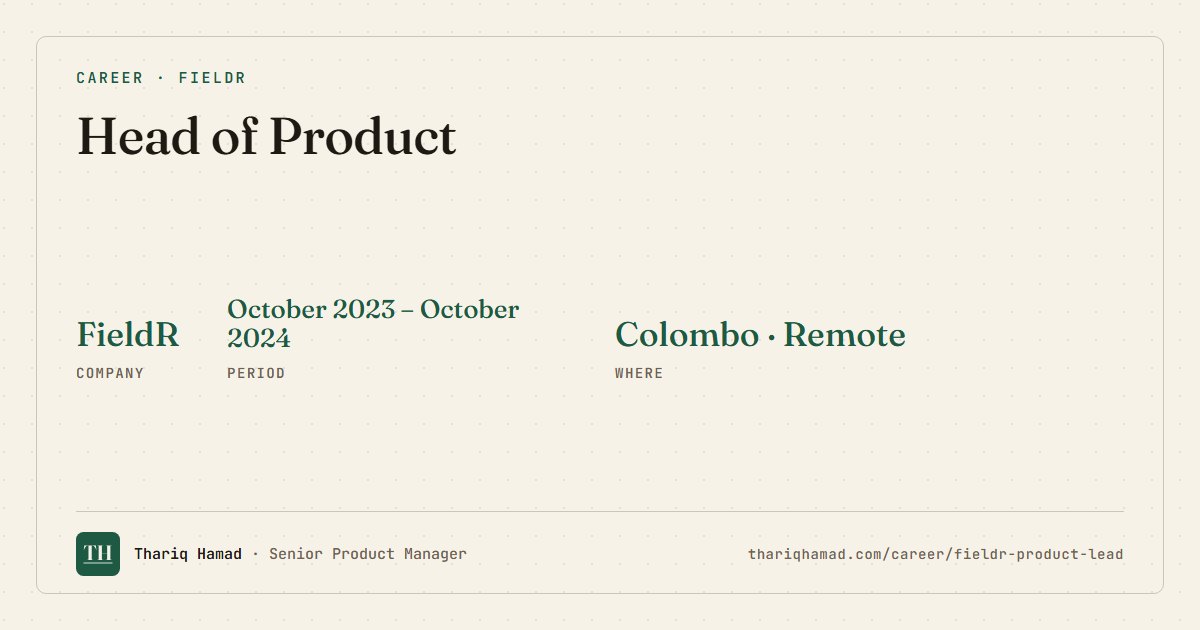 CAREER · FIELDR
Head of Product
FieldR
COMPANY
October 2023 – October
2024
PERIOD
Colombo · Remote
WHERE
TH
Thariq Hamad · Senior Product Manager
thariqhamad.com/career/fieldr-product-lead